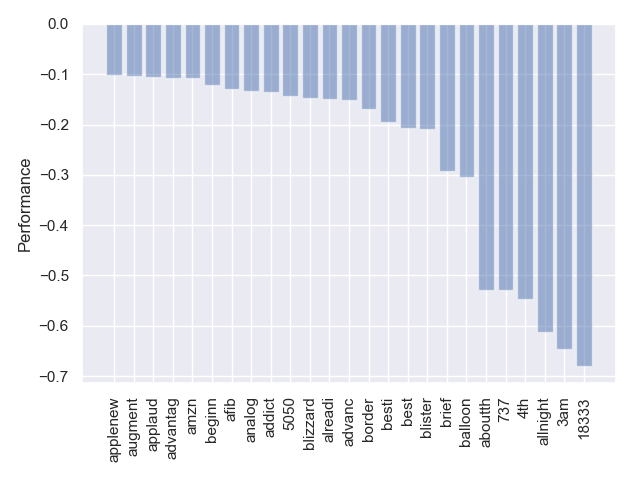 0.0
−0.1
−0.2
−0.3
−0.4
−0.5
−0.6
−0.7
Performance
applenew
augment
applaud
advantag
amzn
beginn
afib
analog
addict
5050
blizzard
alreadi
advanc
border
besti
best
blister
brief
balloon
aboutth
737
4th
allnight
3am
18333